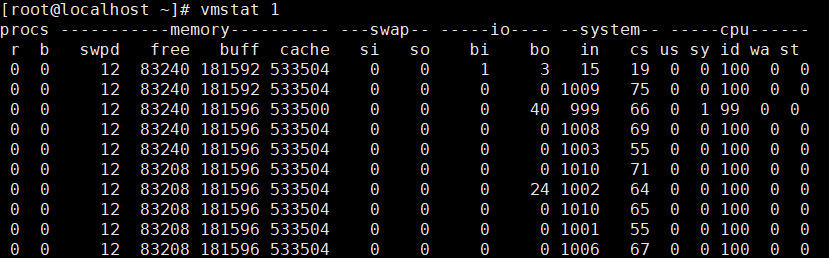 [root@localhost ~]# vmstat 1
procs -----------memory---------- ---swap-- -----io---- --system-- -----cpu------
 r  b   swpd   free   buff  cache   si   so    bi    bo   in   cs us sy id wa st
 0  0     12  83240 181592 533504    0    0     1     3   15   19  0  0 100  0  0
 0  0     12  83240 181592 533504    0    0     0     0 1009   75  0  0 100  0  0
 0  0     12  83240 181596 533500    0    0     0    40  999   66  0  1 99  0  0
 0  0     12  83240 181596 533504    0    0     0     0 1008   69  0  0 100  0  0
 0  0     12  83240 181596 533504    0    0     0     0 1003   55  0  0 100  0  0
 0  0     12  83208 181596 533504    0    0     0     0 1010   71  0  0 100  0  0
 0  0     12  83208 181596 533504    0    0     0    24 1002   64  0  0 100  0  0
 0  0     12  83208 181596 533504    0    0     0     0 1010   65  0  0 100  0  0
 0  0     12  83208 181596 533504    0    0     0     0 1001   55  0  0 100  0  0
 0  0     12  83208 181596 533504    0    0     0     0 1006   67  0  0 100  0  0